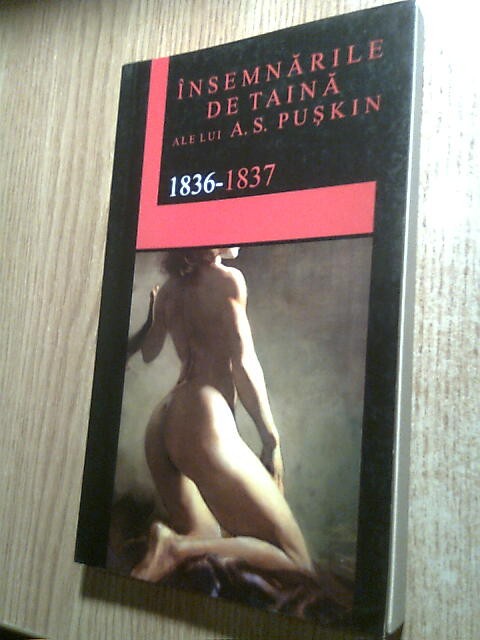 ÎNSEMNĂRILE
DE TAINĂ
ALE LUI A. S. PUŞKIN
1836-1837